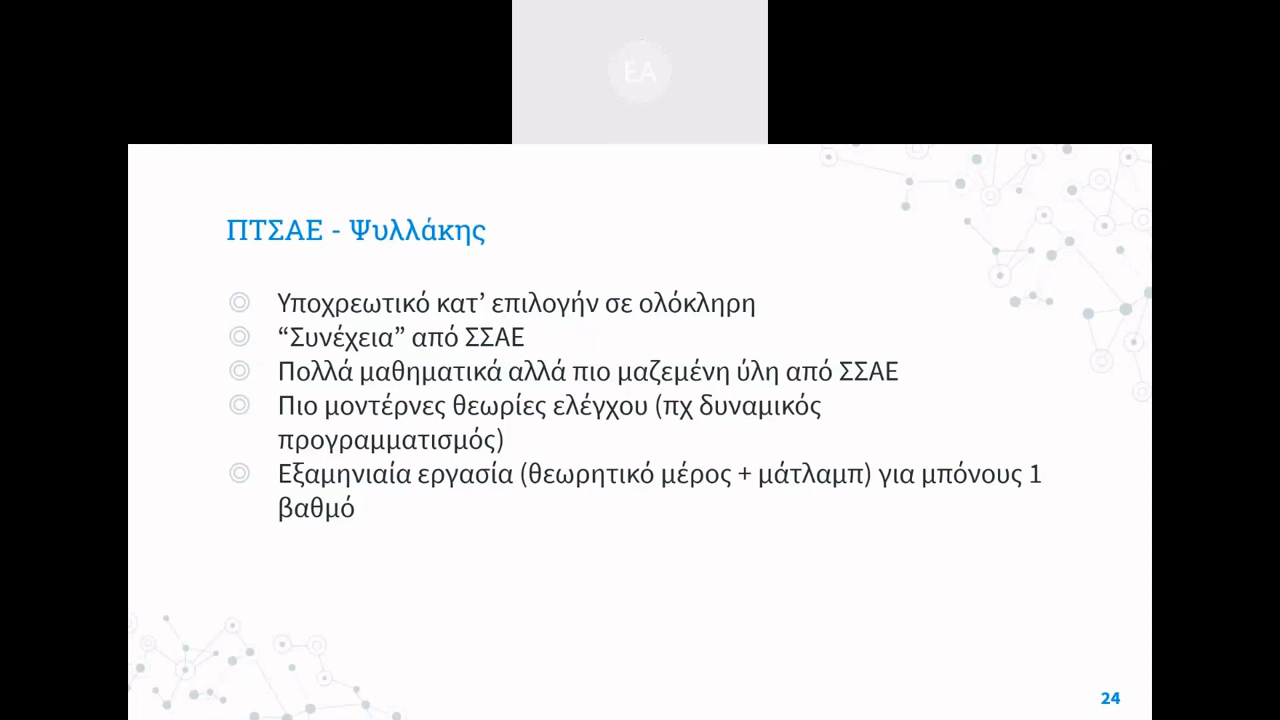 EA
ΠΤΣΑΕ - Ψυλλάκης
Υποχρεωτικό κατ’ επιλογήν σε ολόκληρη
“Συνέχεια” από ΣΣΑΕ
Πολλά μαθηματικά αλλά πιο μαζεμένη ύλη από ΣΣΑΕ
Πιο μοντέρνες θεωρίες ελέγχου (πχ δυναμικός
προγραμματισμός)
Εξαμηνιαία εργασία (θεωρητικό μέρος + μάτλαμπ) για μπόνους 1
βαθμό
24